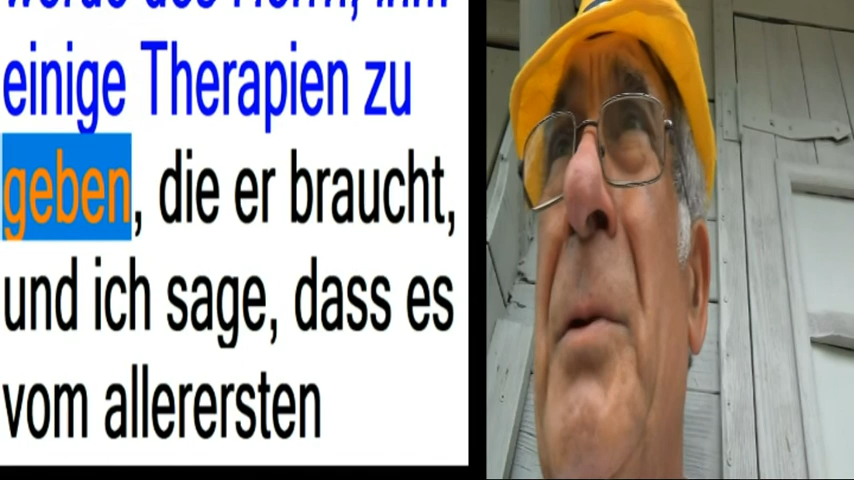 einige Therapien zu
geben, die er braucht,
und ich sage, dass es
vom allerersten